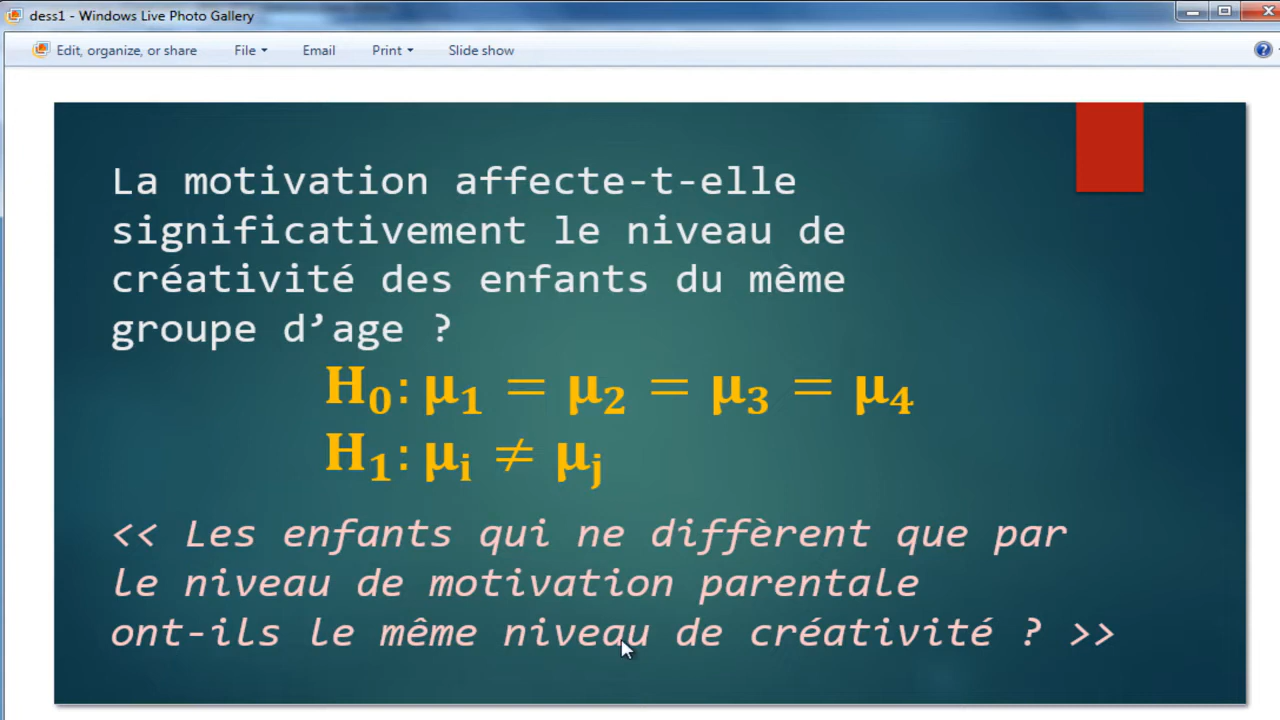 dess1 - Windows Live Photo Gallery
Edit, organize, or share File Email Print Slide show
La motivation affecte-t-elle
significativement le niveau de
créativité des enfants du même
groupe d’age ?
H₀: μ₁ = μ₂ = μ₃ = μ₄
H₁: μᵢ ≠ μⱼ
<< Les enfants qui ne diffèrent que par
le niveau de motivation parentale
ont-ils le même niveau de créativité ? >>